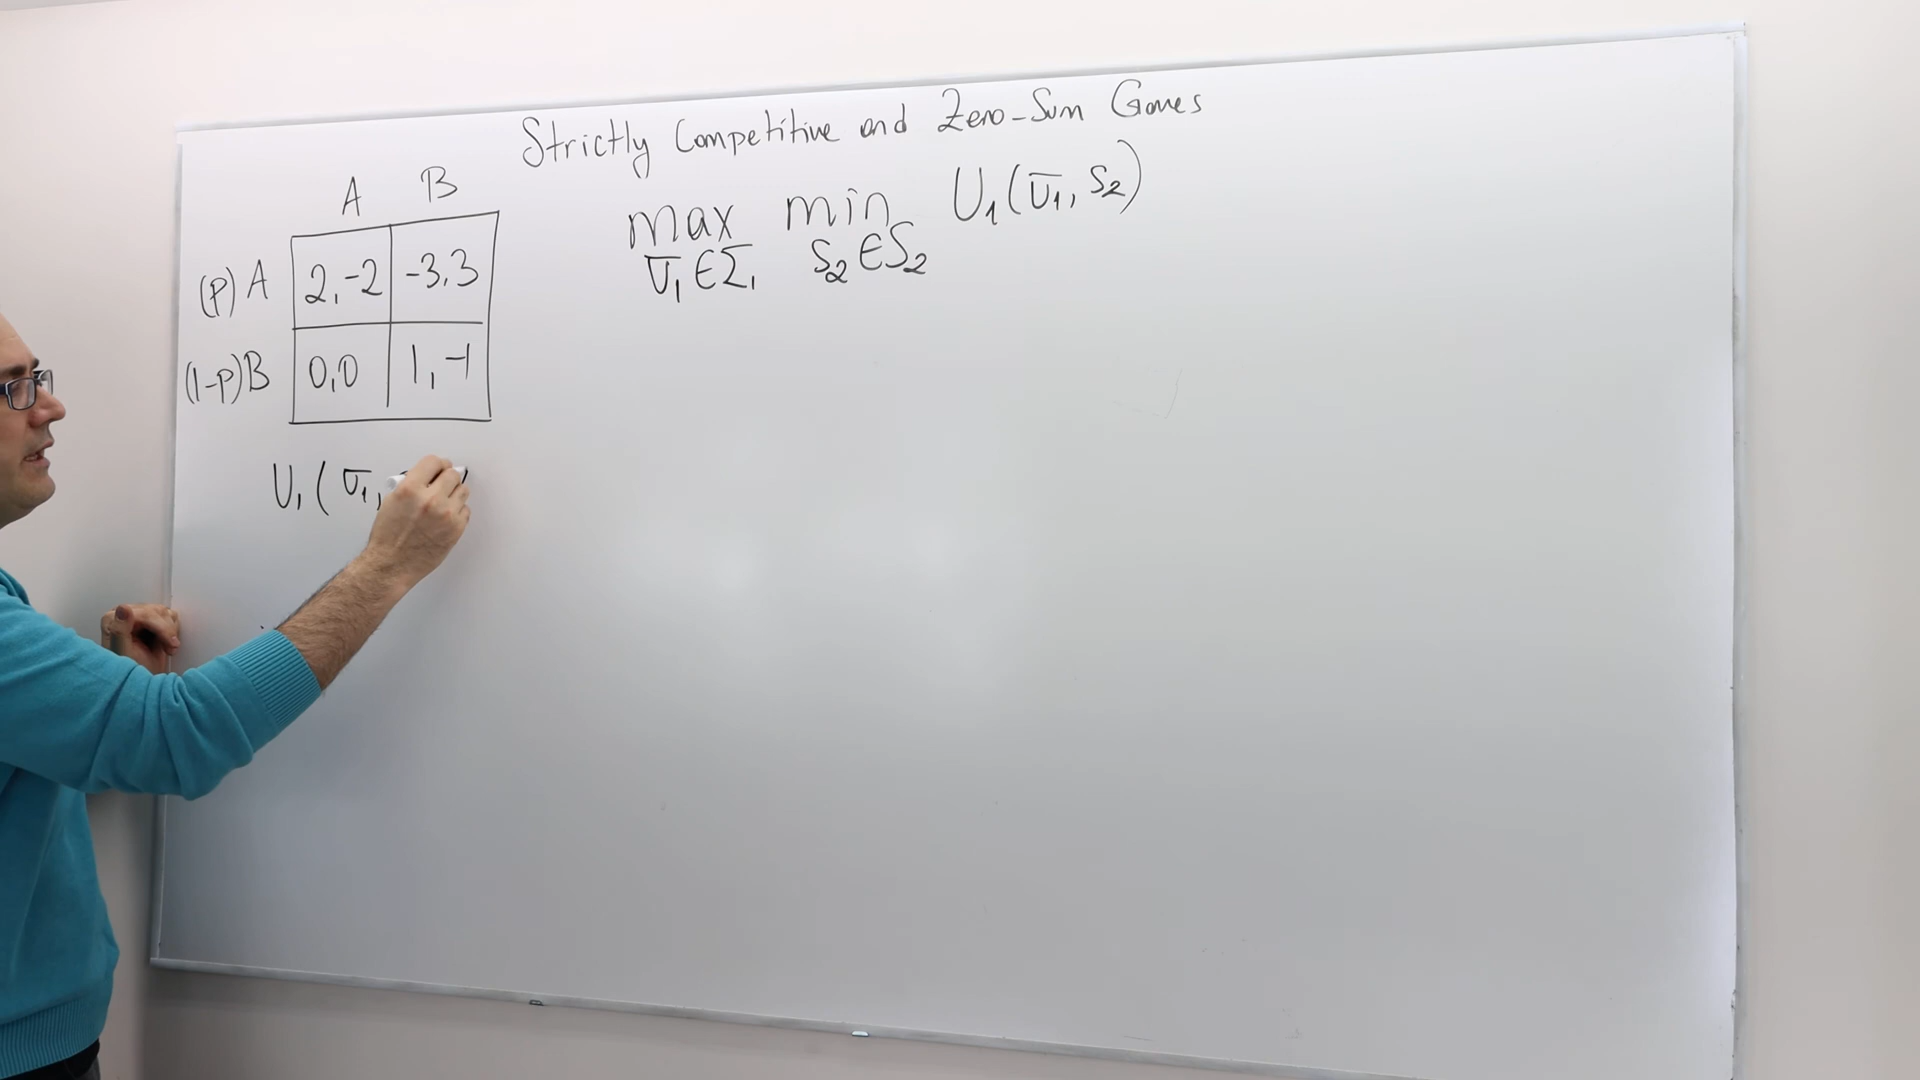 Strictly Competitive and Zero-Sum Games
A B
max min U₁(σ₁, s₂)
σ₁∈Σ₁ s₂∈S₂
(p) A 2,-2 -3,3
(1-p) B 0,0 1,-1
U₁(σ₁,